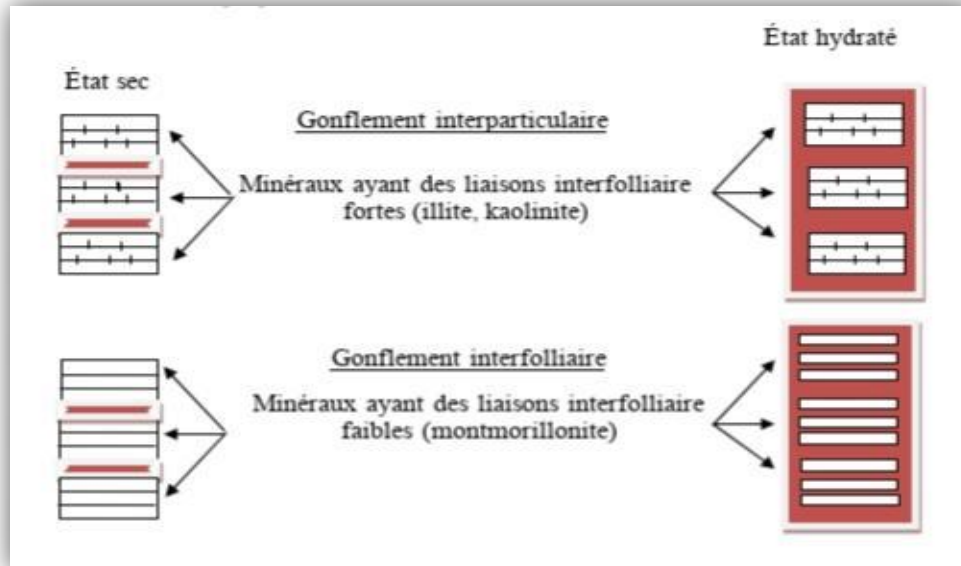 État sec
État hydraté
Gonflement interparticulaire
Minéraux ayant des liaisons interfolliaire
fortes (illite, kaolinite)
Gonflement interfolliaire
Minéraux ayant des liaisons interfolliaire
faibles (montmorillonite)